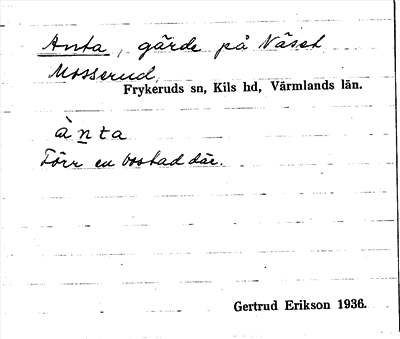 Anta, gärde på Näset
Mosserud,
Frykeruds sn, Kils hd, Värmlands län.
ànta
Förr en bostad där.
Gertrud Erikson 1936.